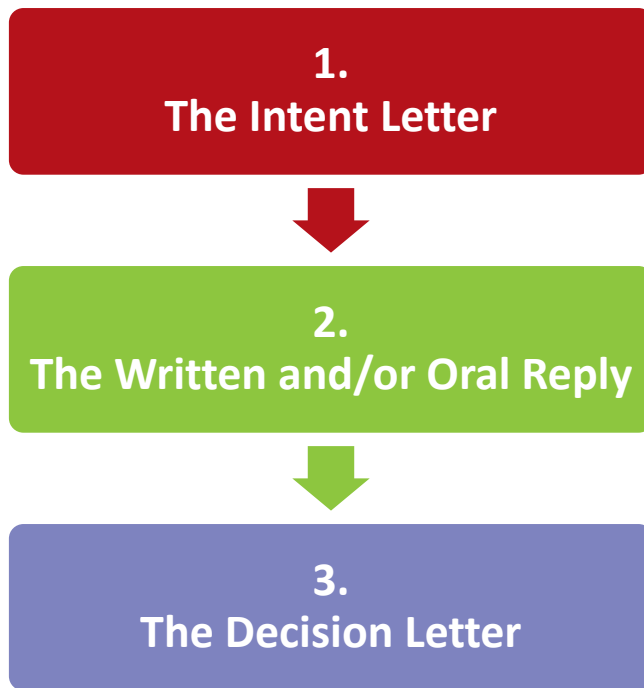 1.
The Intent Letter
2.
The Written and/or Oral Reply
3.
The Decision Letter